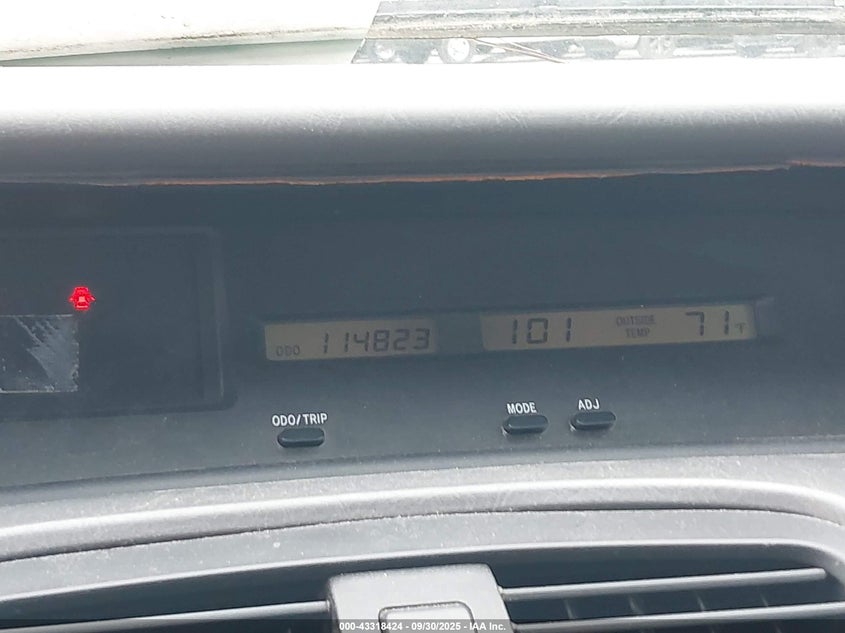 ODO 114823
101 OUTSIDE TEMP 71°F
ODO/TRIP
MODE
ADJ
000-43318424 - 09/30/2025 - IAA Inc.